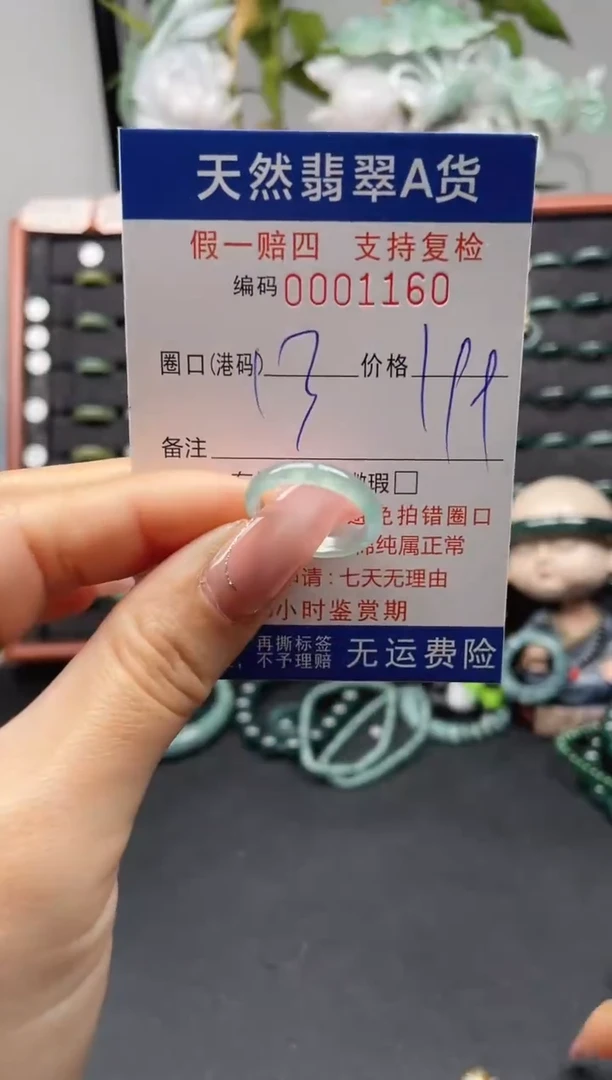 天然翡翠A货
假一赔四 支持复检
编码 0001160
圈口(港码) 13 价格 199
备注
瑕□
免拍错圈口
纯属正常
请:七天无理由
小时鉴赏期
再撕标签
不予理赔
无运费险